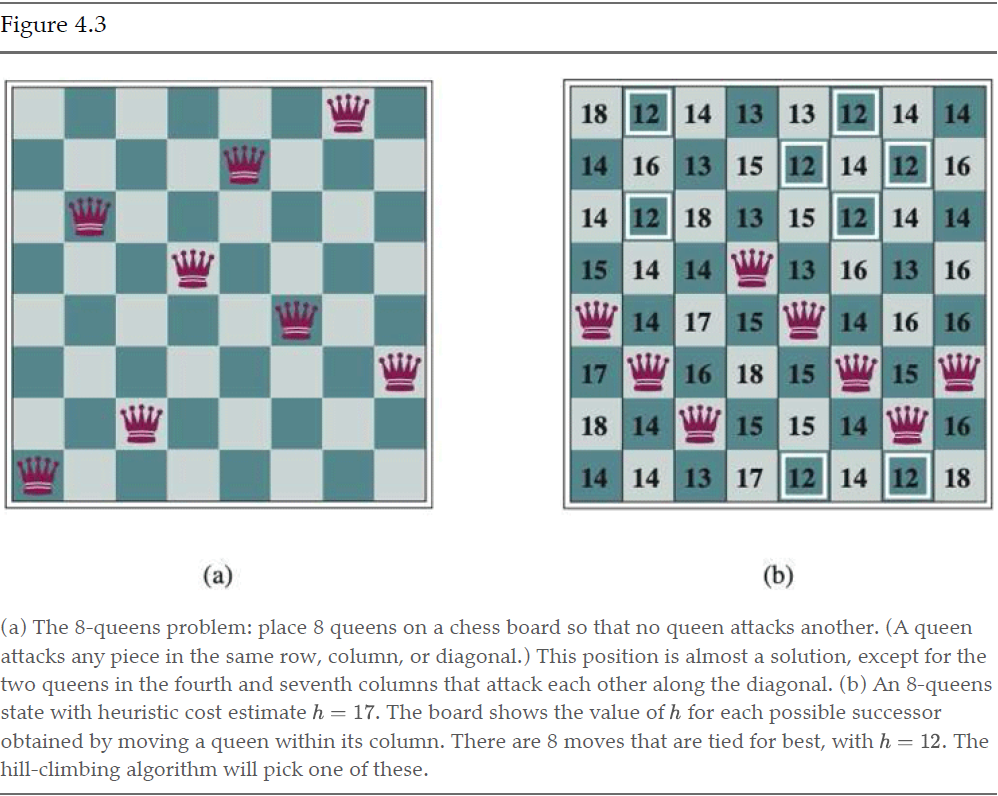 Figure 4.3
18 12 14 13 13 12 14 14
14 16 13 15 12 14 12 16
14 12 18 13 15 12 14 14
15 14 14 13 16 13 16
14 17 15 14 16 16
17 16 18 15 15
18 14 15 15 14 16
14 14 13 17 12 14 12 18
(a) (b)
(a) The 8-queens problem: place 8 queens on a chess board so that no queen attacks another. (A queen
attacks any piece in the same row, column, or diagonal.) This position is almost a solution, except for the
two queens in the fourth and seventh columns that attack each other along the diagonal. (b) An 8-queens
state with heuristic cost estimate h = 17. The board shows the value of h for each possible successor
obtained by moving a queen within its column. There are 8 moves that are tied for best, with h = 12. The
hill-climbing algorithm will pick one of these.